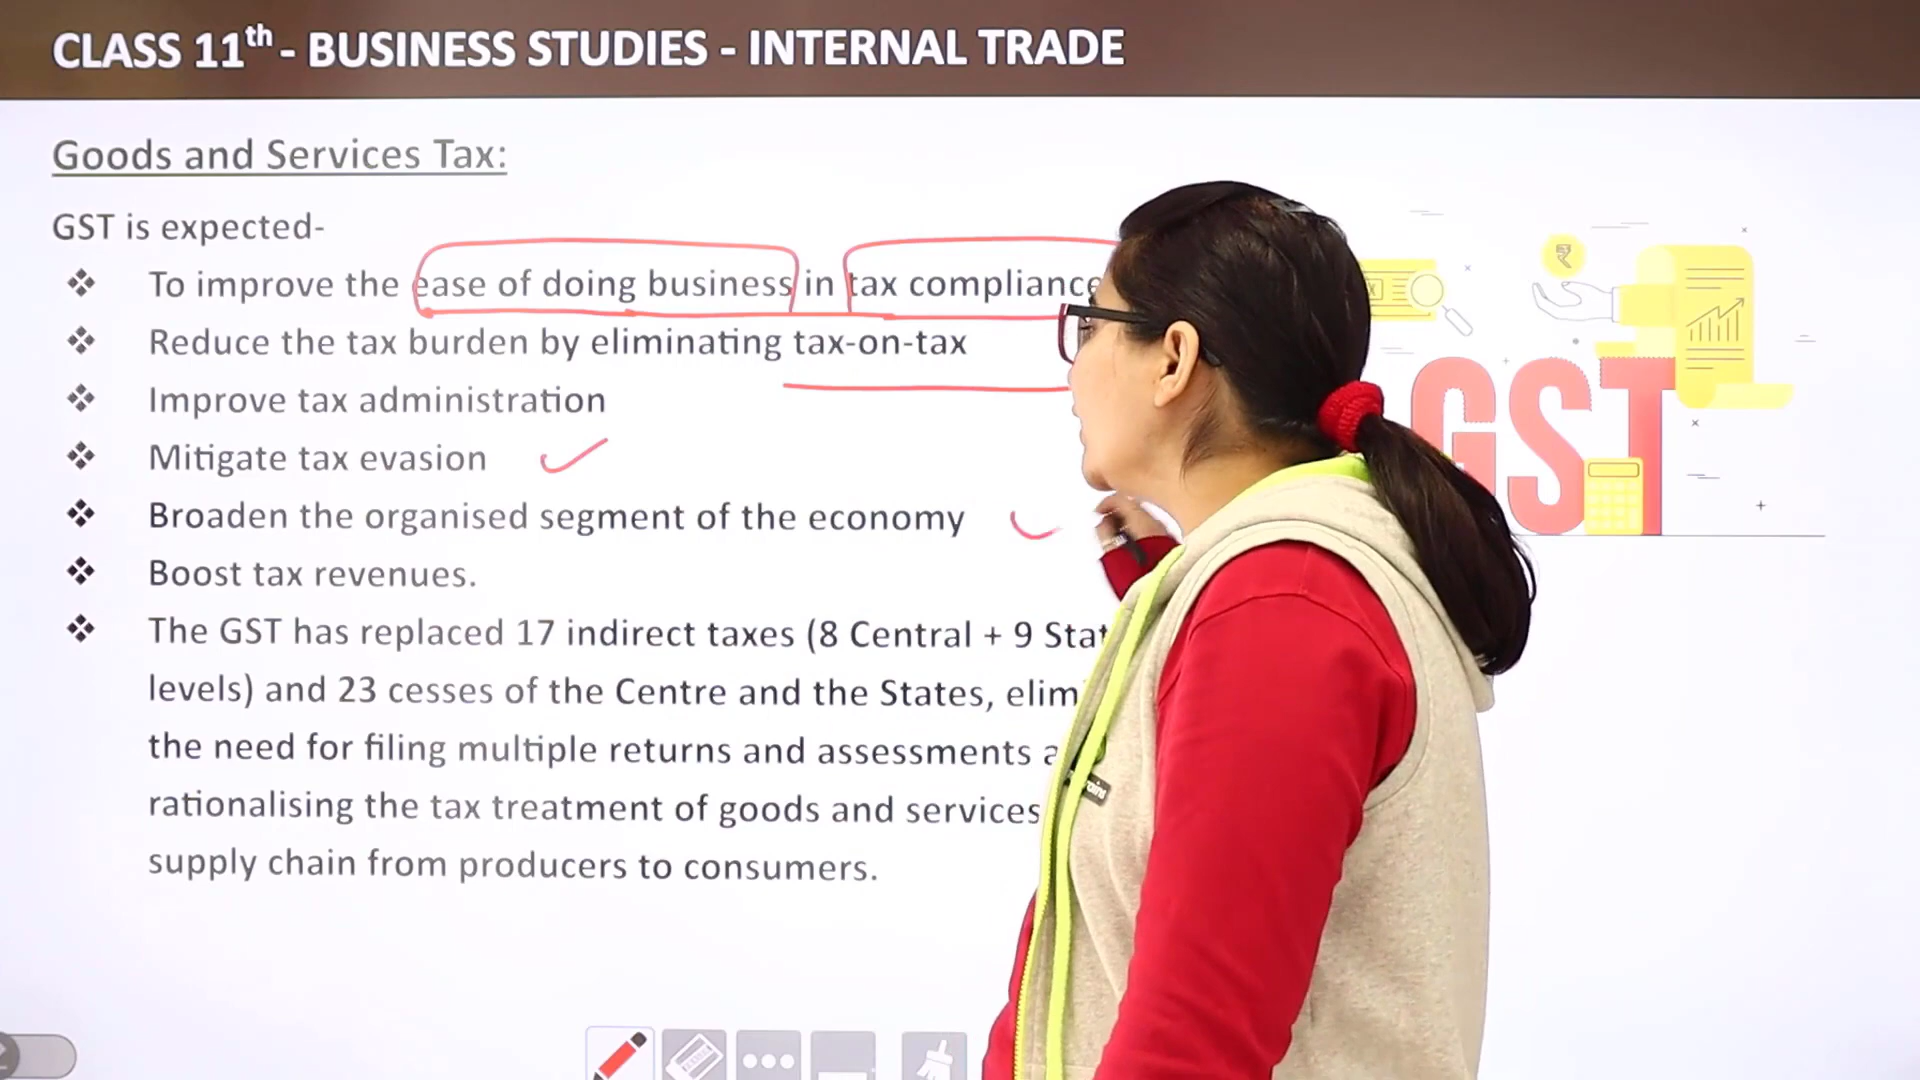 CLASS 11th - BUSINESS STUDIES - INTERNAL TRADE
Goods and Services Tax:
GST is expected-
❖ To improve the ease of doing business in tax compliance
❖ Reduce the tax burden by eliminating tax-on-tax
❖ Improve tax administration
❖ Mitigate tax evasion
❖ Broaden the organised segment of the economy
❖ Boost tax revenues.
❖ The GST has replaced 17 indirect taxes (8 Central + 9
levels) and 23 cesses of the Centre and the States,
the need for filing multiple returns and assessments
rationalising the tax treatment of goods and services
supply chain from producers to consumers.
GST